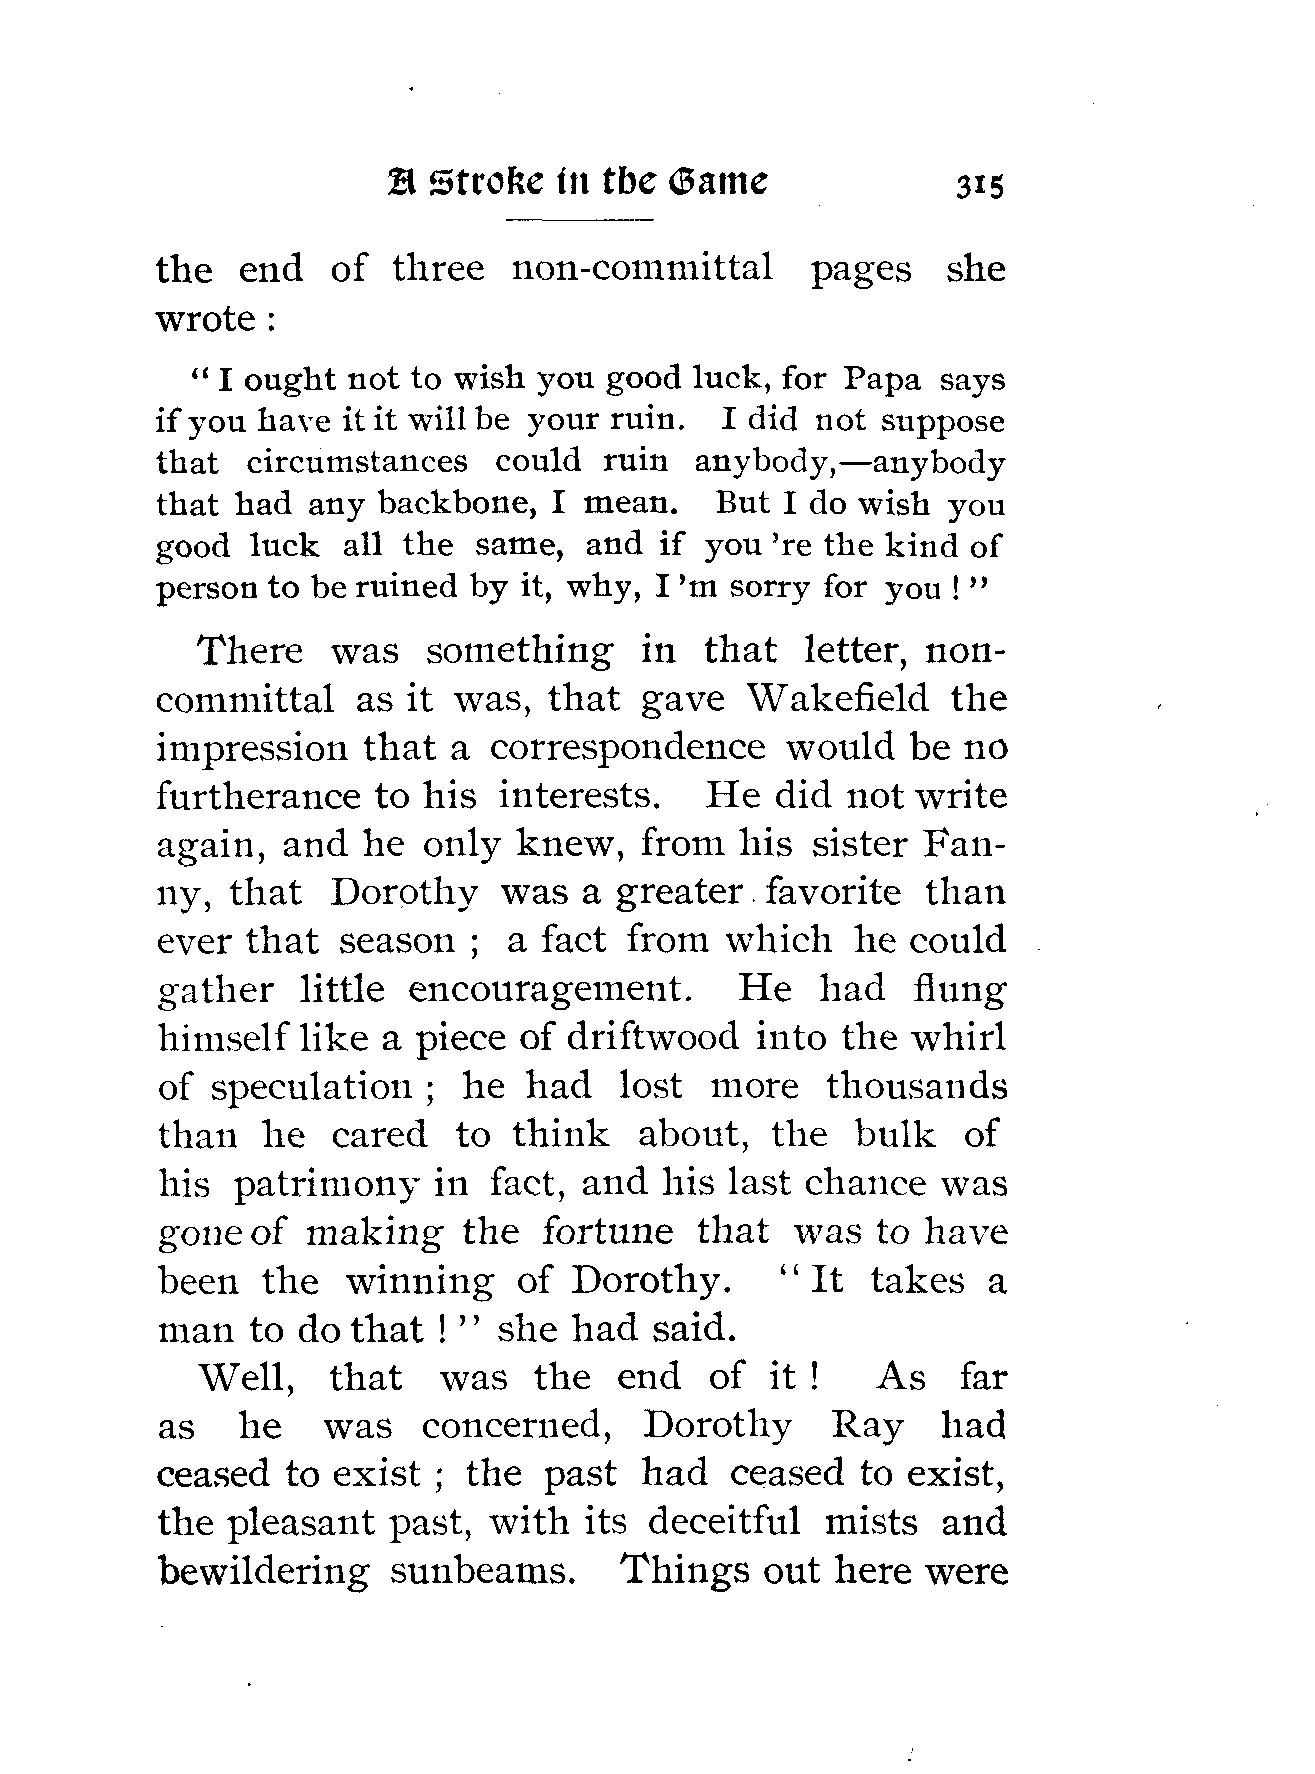 A Stroke in the Game 315
the end of three non-committal pages she
wrote :
“ I ought not to wish you good luck, for Papa says
if you have it it will be your ruin. I did not suppose
that circumstances could ruin anybody,—anybody
that had any backbone, I mean. But I do wish you
good luck all the same, and if you ’re the kind of
person to be ruined by it, why, I ’m sorry for you ! ”
There was something in that letter, non-
committal as it was, that gave Wakefield the
impression that a correspondence would be no
furtherance to his interests. He did not write
again, and he only knew, from his sister Fan-
ny, that Dorothy was a greater favorite than
ever that season ; a fact from which he could
gather little encouragement. He had flung
himself like a piece of driftwood into the whirl
of speculation ; he had lost more thousands
than he cared to think about, the bulk of
his patrimony in fact, and his last chance was
gone of making the fortune that was to have
been the winning of Dorothy. “ It takes a
man to do that ! ” she had said.
Well, that was the end of it ! As far
as he was concerned, Dorothy Ray had
ceased to exist ; the past had ceased to exist,
the pleasant past, with its deceitful mists and
bewildering sunbeams. Things out here were